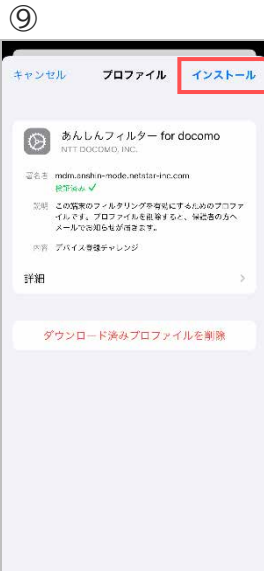 ⑨
キャンセル プロファイル インストール
あんしんフィルター for docomo
NTT DOCOMO, INC.
署名者 mdm.anshin-mode.netstar-inc.com
検証済み ✓
説明 この端末のフィルタリングを有効にするためのプロファ
イルです。プロファイルを削除すると、保護者の方へ
メールでお知らせが届きます。
内容 デバイス登録チャレンジ
詳細 >
ダウンロード済みプロファイルを削除